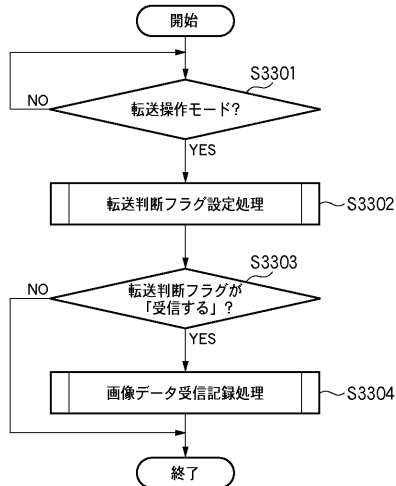 開始
S3301
転送操作モード?
NO
YES
転送判断フラグ設定処理
S3302
S3303
転送判断フラグが
「受信する」?
NO
YES
画像データ受信記録処理
S3304
終了